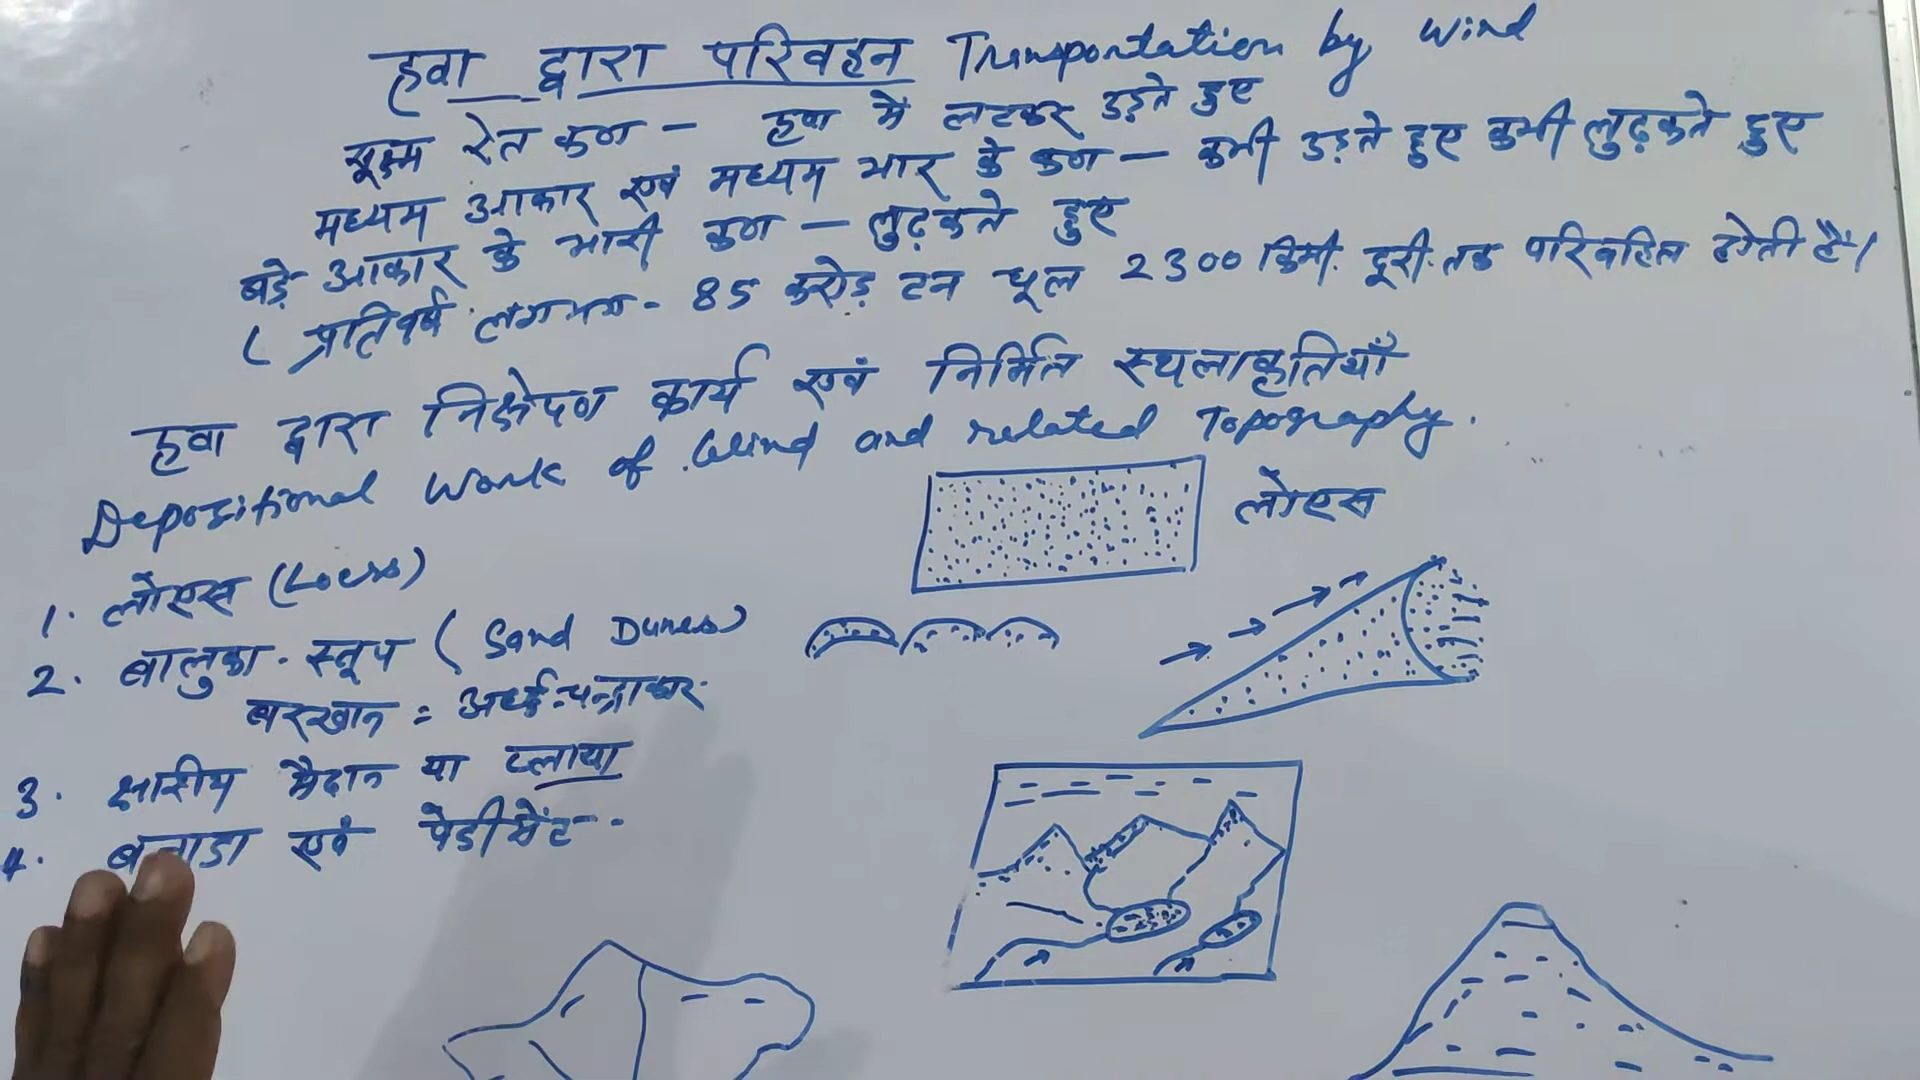 हवा द्वारा परिवहन Transportation by Wind
सूक्ष्म रेत कण - हवा में लटकर उड़ते हुए
मध्यम आकार एवं मध्यम भार के कण - कभी उड़ते हुए कभी लुढ़कते हुए
बड़े आकार के भारी कण - लुढ़कते हुए
( प्रतिवर्ष लगभग - 85 करोड़ टन धूल 2300 किमी. दूरी तक परिवहित होती है।
हवा द्वारा निक्षेपण कार्य एवं निर्मित स्थलाकृतियाँ
Depositional Work of Wind and related Topography.
लोएस
1. लोएस (Loess)
2. बालुका-स्तूप ( Sand Dunes)
बरखान = अर्ध-चन्द्राकार
3. क्षारीय मैदान या प्लाया
4. एवं पेडीमेंट